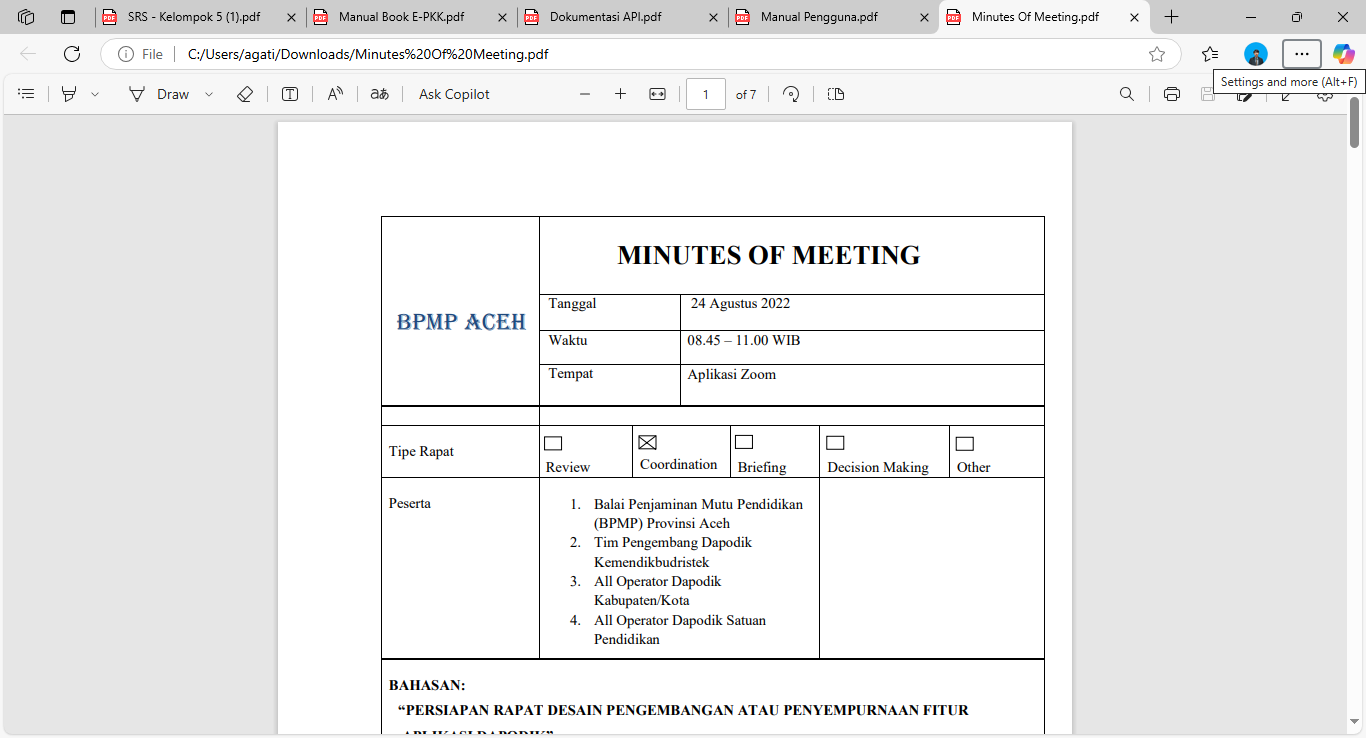 SRS - Kelompok 5 (1).pdf
Manual Book E-PKK.pdf
Dokumentasi API.pdf
Manual Pengguna.pdf
Minutes Of Meeting.pdf
File
C:/Users/agati/Downloads/Minutes%20Of%20Meeting.pdf
Settings and more (Alt+F)
Draw
Ask Copilot
1 of 7
MINUTES OF MEETING
BPMP ACEH
Tanggal 24 Agustus 2022
Waktu 08.45 – 11.00 WIB
Tempat Aplikasi Zoom
Tipe Rapat
Review Coordination Briefing Decision Making Other
Peserta
1. Balai Penjaminan Mutu Pendidikan
(BPMP) Provinsi Aceh
2. Tim Pengembang Dapodik
Kemendikbudristek
3. All Operator Dapodik
Kabupaten/Kota
4. All Operator Dapodik Satuan
Pendidikan
BAHASAN:
“PERSIAPAN RAPAT DESAIN PENGEMBANGAN ATAU PENYEMPURNAAN FITUR
APLIKASI DAPODIK”